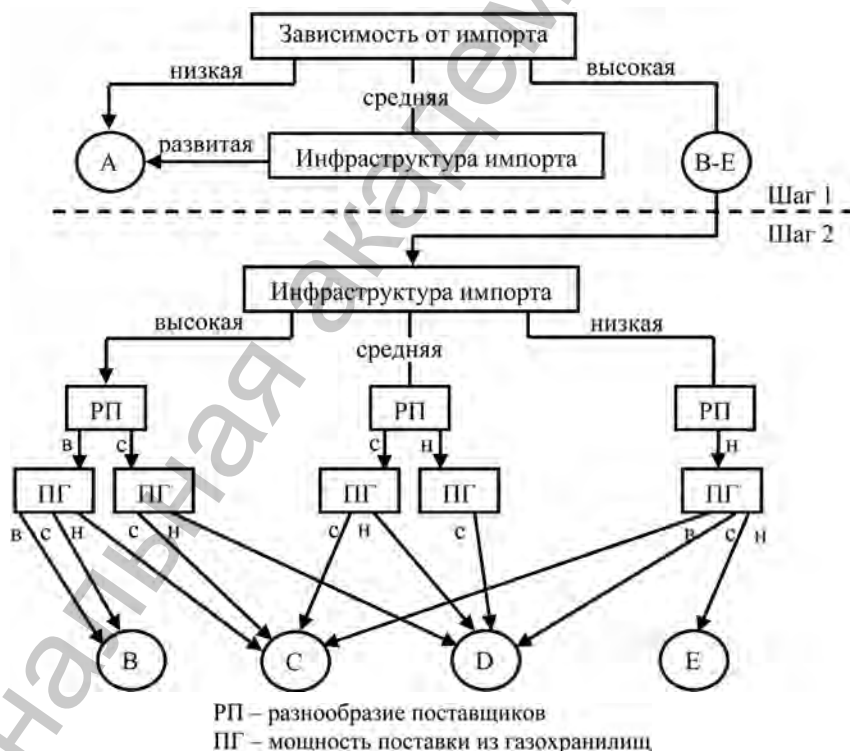 Зависимость от импорта
низкая
высокая
средняя
А
развитая
Инфраструктура импорта
В-Е
Шаг 1
Шаг 2
Инфраструктура импорта
высокая
средняя
низкая
РП РП РП
в с с н н
ПГ ПГ ПГ ПГ ПГ
в с н с н с н с в с н
В С D Е
РП – разнообразие поставщиков
ПГ – мощность поставки из газохранилищ